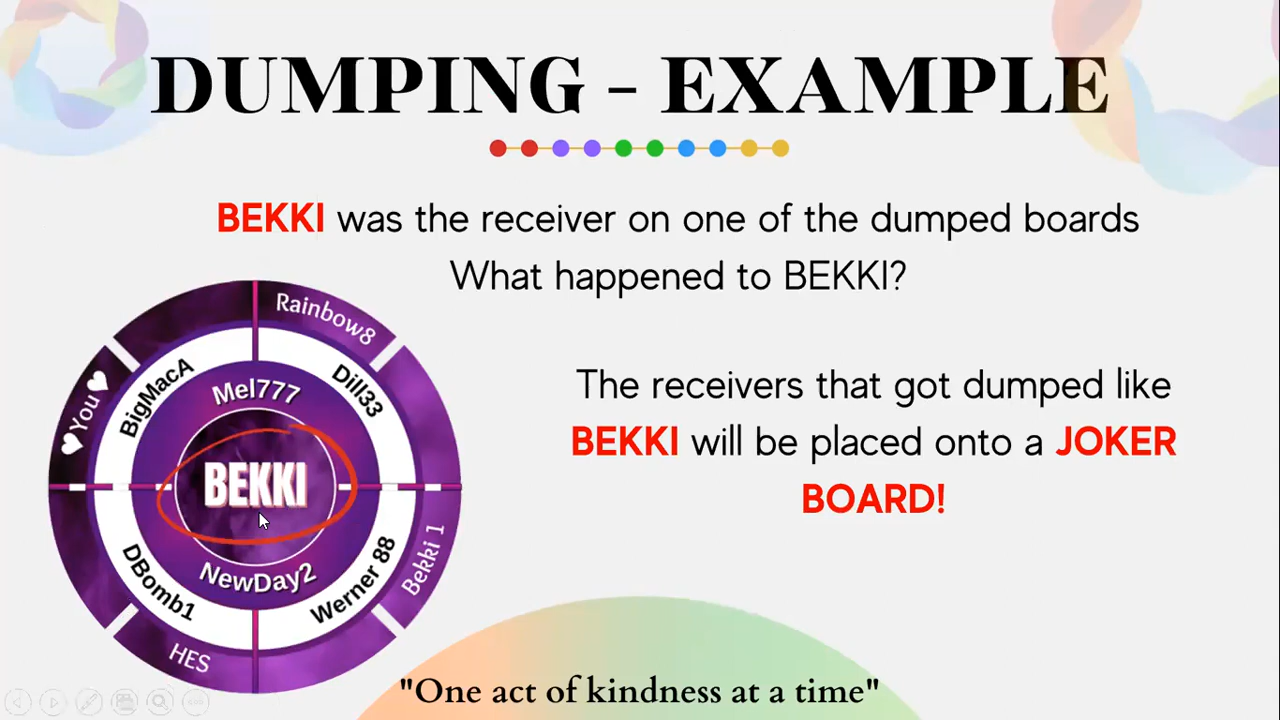 DUMPING - EXAMPLE
BEKKI was the receiver on one of the dumped boards
What happened to BEKKI?
The receivers that got dumped like
BEKKI will be placed onto a JOKER
BOARD!
Rainbow8
♥You♥
BigMacA
Dill33
Mel777
BEKKI
NewDay2
DBomb1
Werner 88
Bekki 1
HES
"One act of kindness at a time"